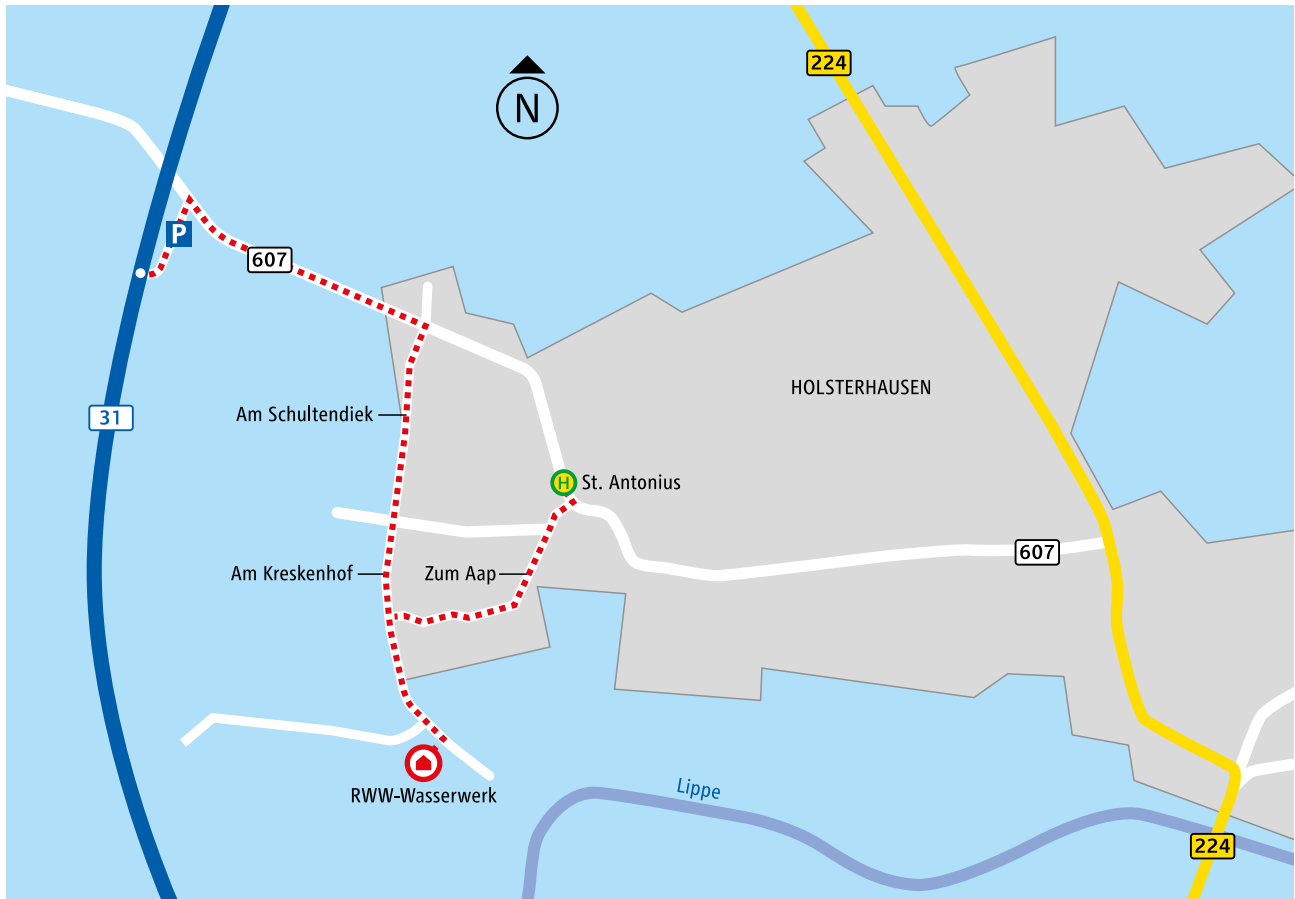 224
N
P
607
HOLSTERHAUSEN
31
Am Schultendiek
H
St. Antonius
607
Am Kreskenhof
Zum Aap
RWW-Wasserwerk
Lippe
224